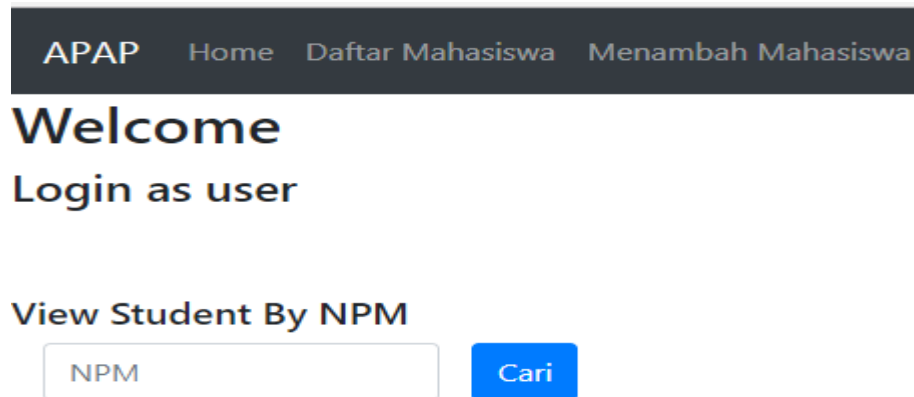 APAP Home Daftar Mahasiswa Menambah Mahasiswa
Welcome
Login as user
View Student By NPM
NPM Cari